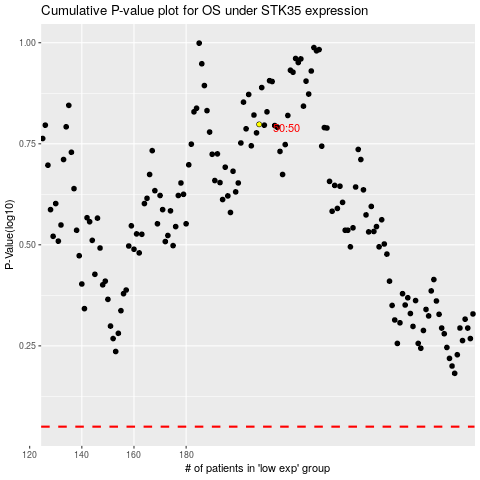 Cumulative P-value plot for OS under STK35 expression
P-Value(log10)
1.00
0.75
0.50
0.25
50:50
120 140 160 180
# of patients in 'low exp' group